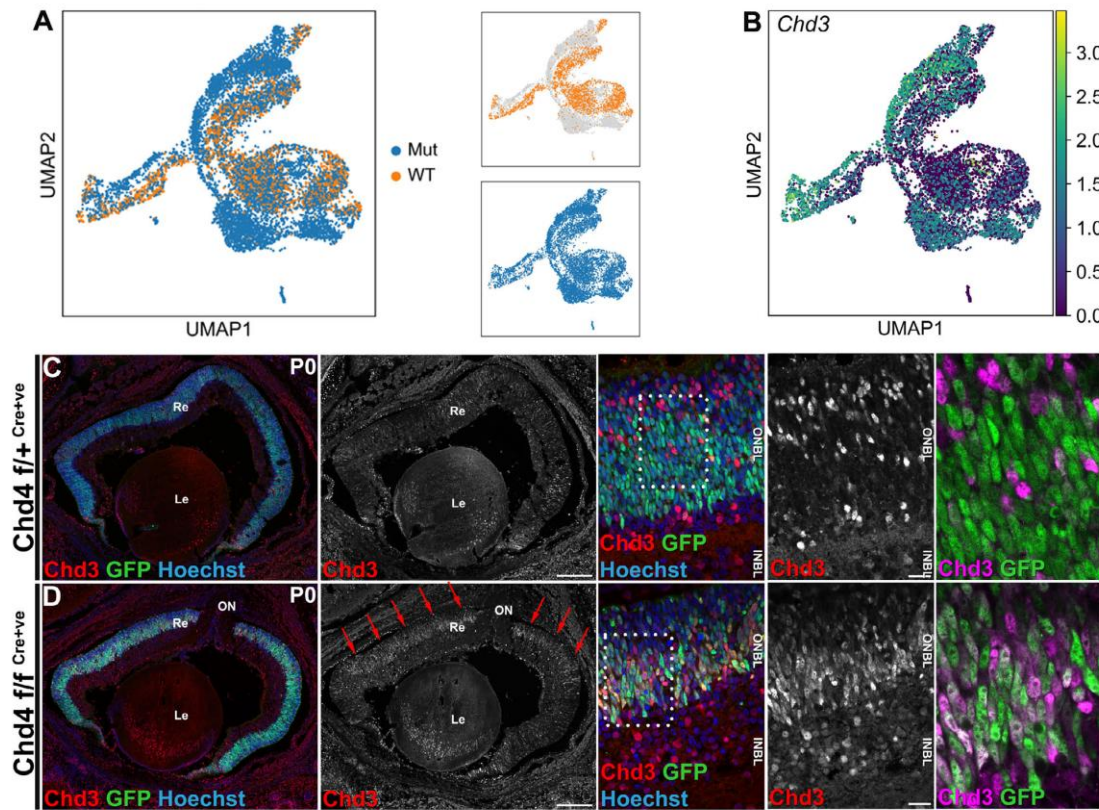 A
UMAP2
UMAP1
Mut
WT
B
Chd3
UMAP1
UMAP2
3.0
2.5
2.0
1.5
1.0
0.5
0.0
Chd4 f/+ Cre+ve
C
P0
Re
Le
Chd3 GFP Hoechst
Re
Le
Chd3
ONBL
INBL
Chd3 GFP
Hoechst
ONBL
INBL
Chd3
Chd3 GFP
Chd4 f/f Cre+ve
D
P0
ON
Re
Le
Chd3 GFP Hoechst
ON
Re
Le
Chd3
ONBL
INBL
Chd3 GFP
Hoechst
ONBL
INBL
Chd3
Chd3 GFP